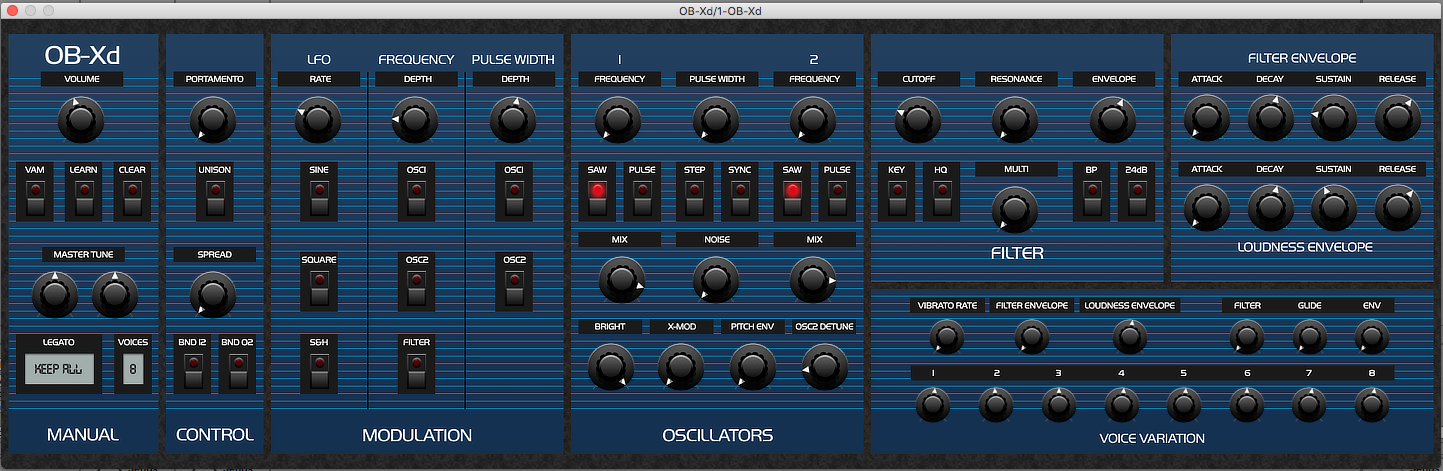 OB-Xd/1-OB-Xd
OB-Xd
VOLUME
VAM LEARN CLEAR
MASTER TUNE
LEGATO VOICES
KEEP ALL 8
MANUAL
PORTAMENTO
UNISON
SPREAD
BND 12 BND O2
CONTROL
LFO FREQUENCY PULSE WIDTH
RATE DEPTH DEPTH
SINE OSC1 OSC1
SQUARE OSC2 OSC2
S&H FILTER
MODULATION
1 2
FREQUENCY PULSE WIDTH FREQUENCY
SAW PULSE STEP SYNC SAW PULSE
MIX NOISE MIX
BRIGHT X-MOD PITCH ENV OSC2 DETUNE
OSCILLATORS
CUTOFF RESONANCE ENVELOPE
KEY HQ MULTI BP 24dB
FILTER
FILTER ENVELOPE
ATTACK DECAY SUSTAIN RELEASE
ATTACK DECAY SUSTAIN RELEASE
LOUDNESS ENVELOPE
VIBRATO RATE FILTER ENVELOPE LOUDNESS ENVELOPE FILTER GLIDE ENV
1 2 3 4 5 6 7 8
VOICE VARIATION